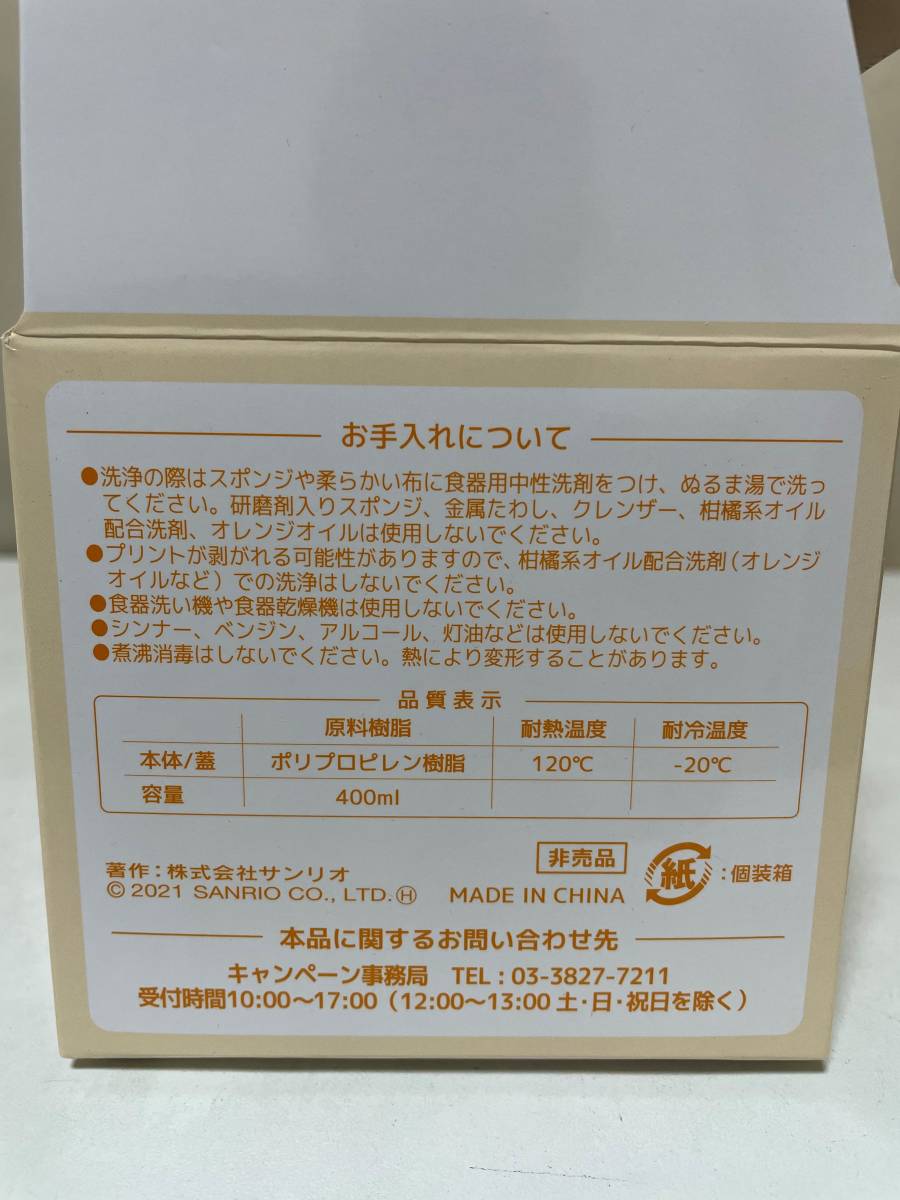 お手入れについて
●洗浄の際はスポンジや柔らかい布に食器用中性洗剤をつけ、ぬるま湯で洗っ
てください。研磨剤入りスポンジ、金属たわし、クレンザー、柑橘系オイル
配合洗剤、オレンジオイルは使用しないでください。
●プリントが剥がれる可能性がありますので、柑橘系オイル配合洗剤（オレンジ
オイルなど）での洗浄はしないでください。
●食器洗い機や食器乾燥機は使用しないでください。
●シンナー、ベンジン、アルコール、灯油などは使用しないでください。
●煮沸消毒はしないでください。熱により変形することがあります。
品質表示
原料樹脂 耐熱温度 耐冷温度
本体/蓋 ポリプロピレン樹脂 120℃ -20℃
容量 400ml
著作：株式会社サンリオ
© 2021 SANRIO CO., LTD. Ⓗ
非売品
MADE IN CHINA
紙：個装箱
本品に関するお問い合わせ先
キャンペーン事務局 TEL：03-3827-7211
受付時間10:00〜17:00（12:00〜13:00 土・日・祝日を除く）